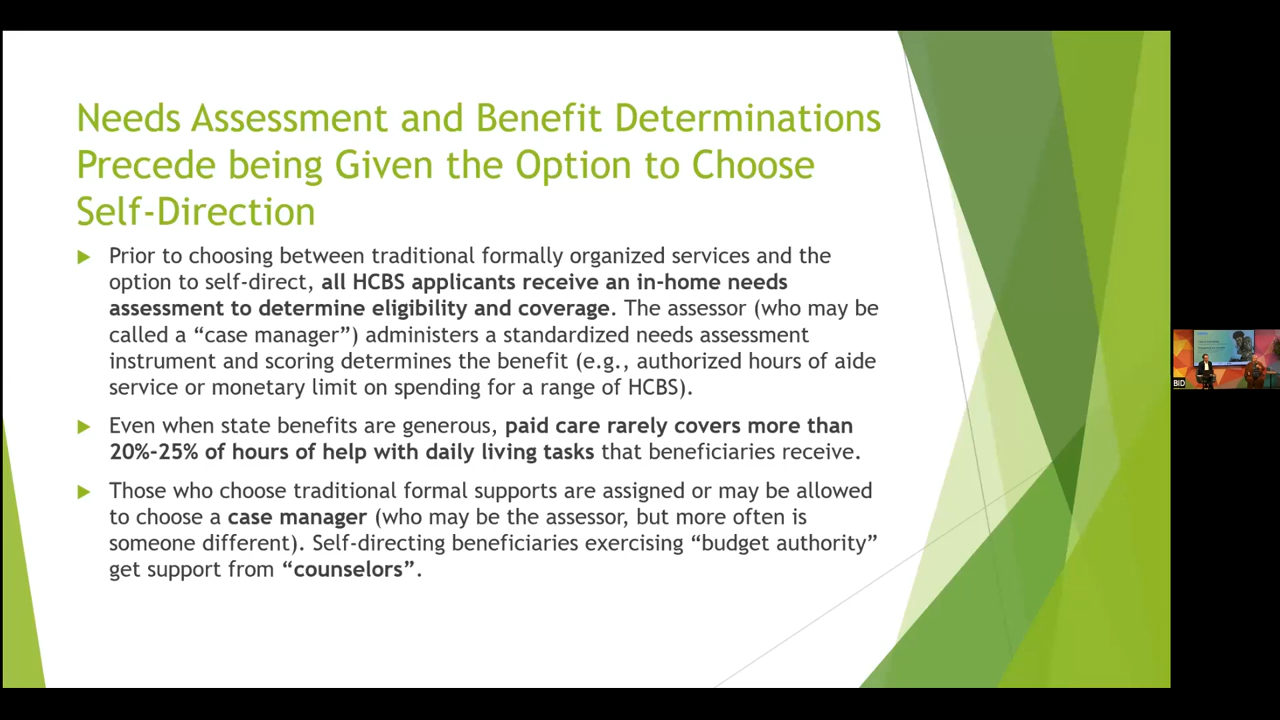 Needs Assessment and Benefit Determinations
Precede being Given the Option to Choose
Self-Direction
Prior to choosing between traditional formally organized services and the
option to self-direct, all HCBS applicants receive an in-home needs
assessment to determine eligibility and coverage. The assessor (who may be
called a “case manager”) administers a standardized needs assessment
instrument and scoring determines the benefit (e.g., authorized hours of aide
service or monetary limit on spending for a range of HCBS).
Even when state benefits are generous, paid care rarely covers more than
20%-25% of hours of help with daily living tasks that beneficiaries receive.
Those who choose traditional formal supports are assigned or may be allowed
to choose a case manager (who may be the assessor, but more often is
someone different). Self-directing beneficiaries exercising “budget authority”
get support from “counselors”.
BiD